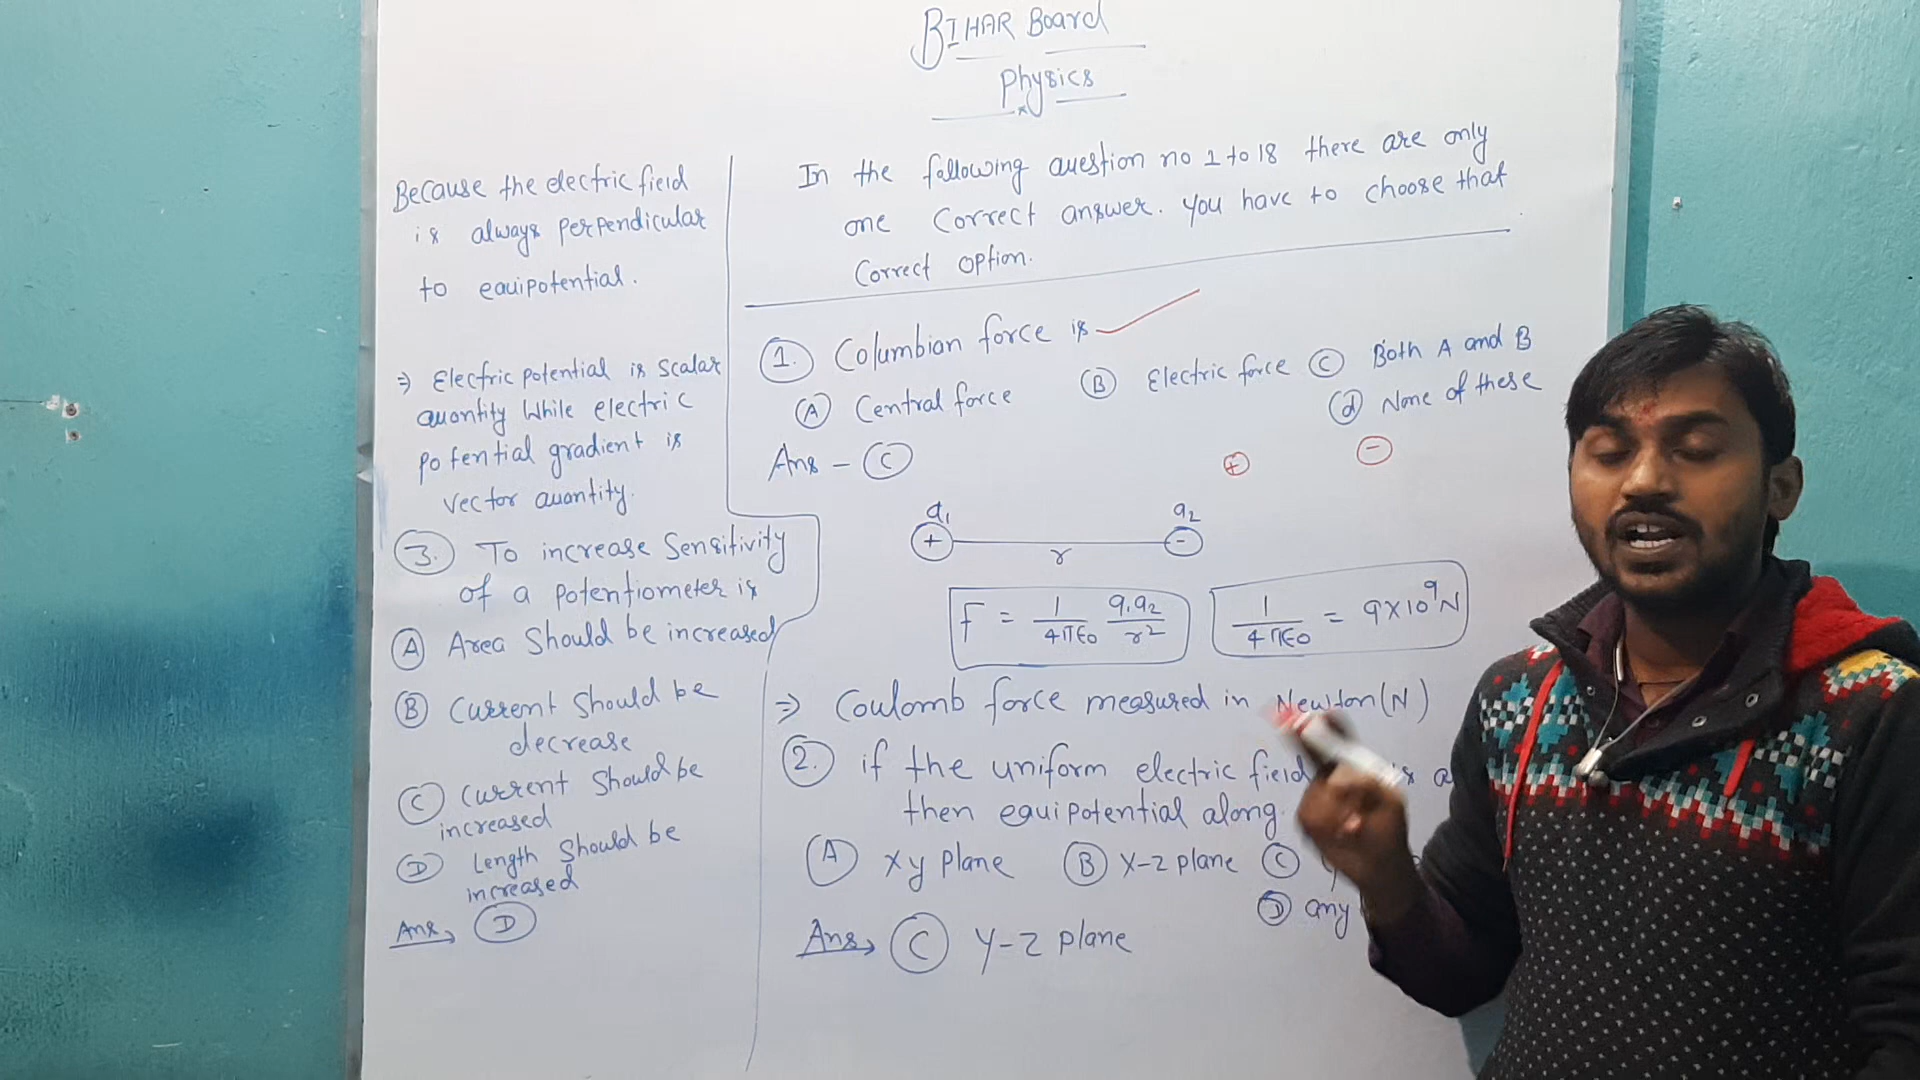 BIHAR Board
Physics
In the following question no 1 to 18 there are only
one correct answer. You have to choose that
Correct option.
1. Columbian force is
A Central force B Electric force C Both A and B
d None of these
Ans - C
+ -
q1 q2
+ -
r
F = 1/4πε0 q1q2/r² 1/4πε0 = 9×10⁹N
⇒ Coulomb force measured in Newton(N)
2. if the uniform electric field
then equipotential along
A xy plane B x-z plane C
D any
Ans→ C Y-z plane
Because the electric field
is always perpendicular
to equipotential.
⇒ Electric potential is scalar
quantity While electric
potential gradient is
vector quantity.
3. To increase Sensitivity
of a potentiometer is
A Area Should be increased
B Current Should be
decrease
C Current Should be
increased
D Length Should be
increased
Ans→ D